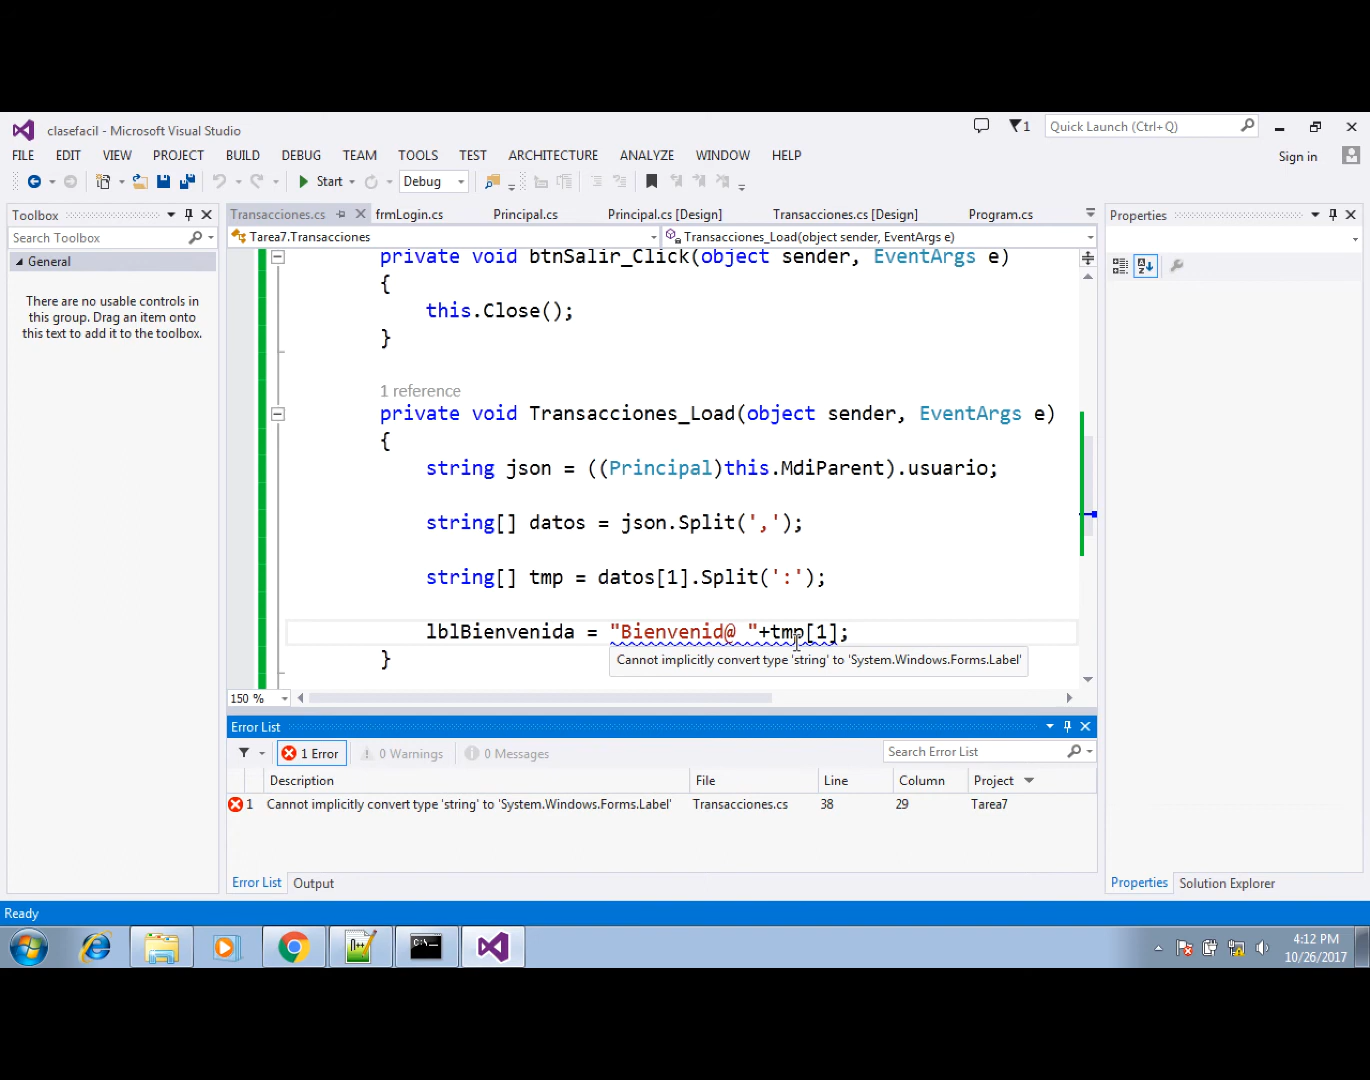 clasefacil - Microsoft Visual Studio
1
Quick Launch (Ctrl+Q)
FILE EDIT VIEW PROJECT BUILD DEBUG TEAM TOOLS TEST ARCHITECTURE ANALYZE WINDOW HELP
Sign in
Start Debug
Toolbox
Transacciones.cs frmLogin.cs Principal.cs Principal.cs [Design] Transacciones.cs [Design] Program.cs
Properties
Search Toolbox
Tarea7.Transacciones
Transacciones_Load(object sender, EventArgs e)
General
There are no usable controls in
this group. Drag an item onto
this text to add it to the toolbox.
private void btnSalir_Click(object sender, EventArgs e)
{
this.Close();
}
1 reference
private void Transacciones_Load(object sender, EventArgs e)
{
string json = ((Principal)this.MdiParent).usuario;
string[] datos = json.Split(',');
string[] tmp = datos[1].Split(':');
lblBienvenida = "Bienvenid@ "+tmp[1];
Cannot implicitly convert type 'string' to 'System.Windows.Forms.Label'
}
150 %
Error List
1 Error 0 Warnings 0 Messages
Search Error List
Description File Line Column Project
1 Cannot implicitly convert type 'string' to 'System.Windows.Forms.Label' Transacciones.cs 38 29 Tarea7
Error List Output
Properties Solution Explorer
Ready
C:\
4:12 PM
10/26/2017